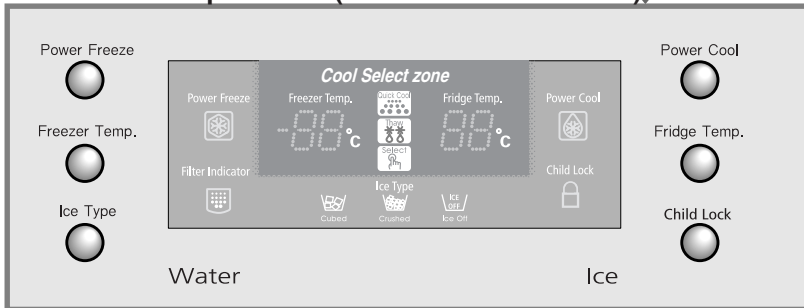 Power Freeze
Power Cool
Cool Select zone
Power Freeze
Freezer Temp.
Quick Cool
Fridge Temp.
Power Cool
-88°C
Thaw
88°C
Freezer Temp.
Fridge Temp.
Select
Filter Indicator
Child Lock
Ice Type
ICE
OFF
Cubed
Crushed
Ice Off
Ice Type
Child Lock
Water
Ice